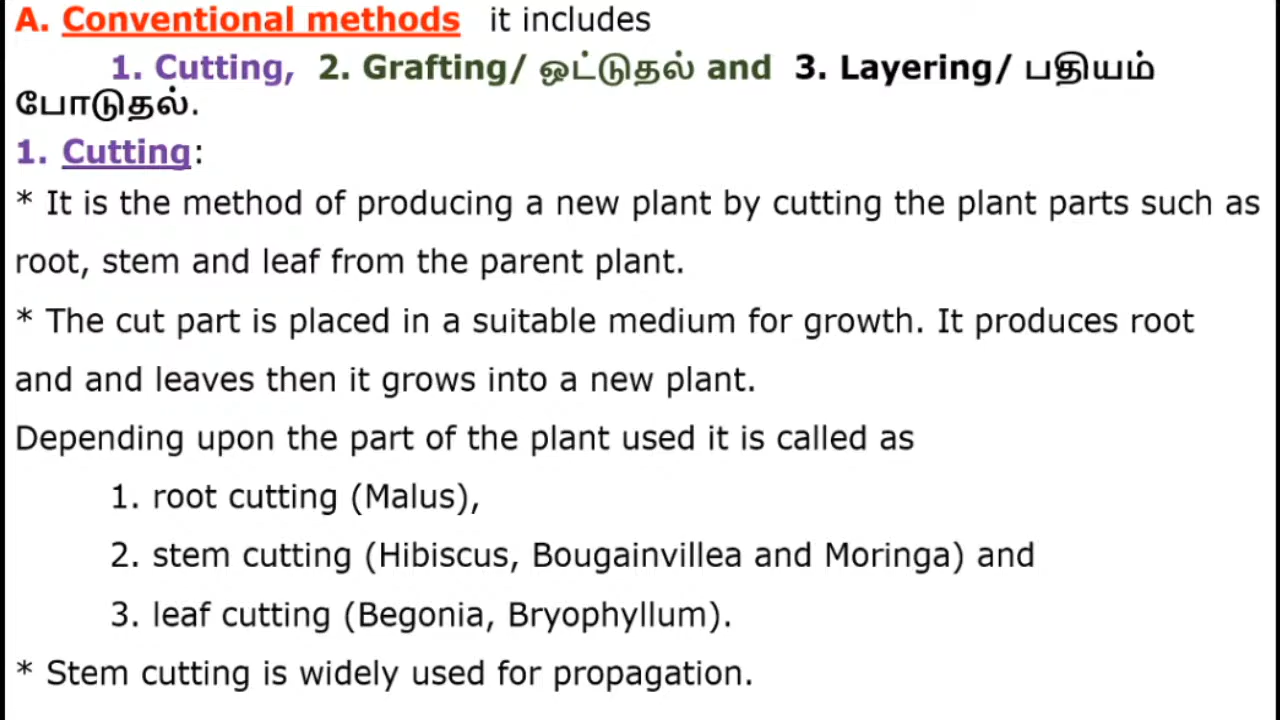 A. Conventional methods it includes
1. Cutting, 2. Grafting/ ஒட்டுதல் and 3. Layering/ பதியம்
போடுதல்.
1. Cutting:
* It is the method of producing a new plant by cutting the plant parts such as
root, stem and leaf from the parent plant.
* The cut part is placed in a suitable medium for growth. It produces root
and and leaves then it grows into a new plant.
Depending upon the part of the plant used it is called as
1. root cutting (Malus),
2. stem cutting (Hibiscus, Bougainvillea and Moringa) and
3. leaf cutting (Begonia, Bryophyllum).
* Stem cutting is widely used for propagation.